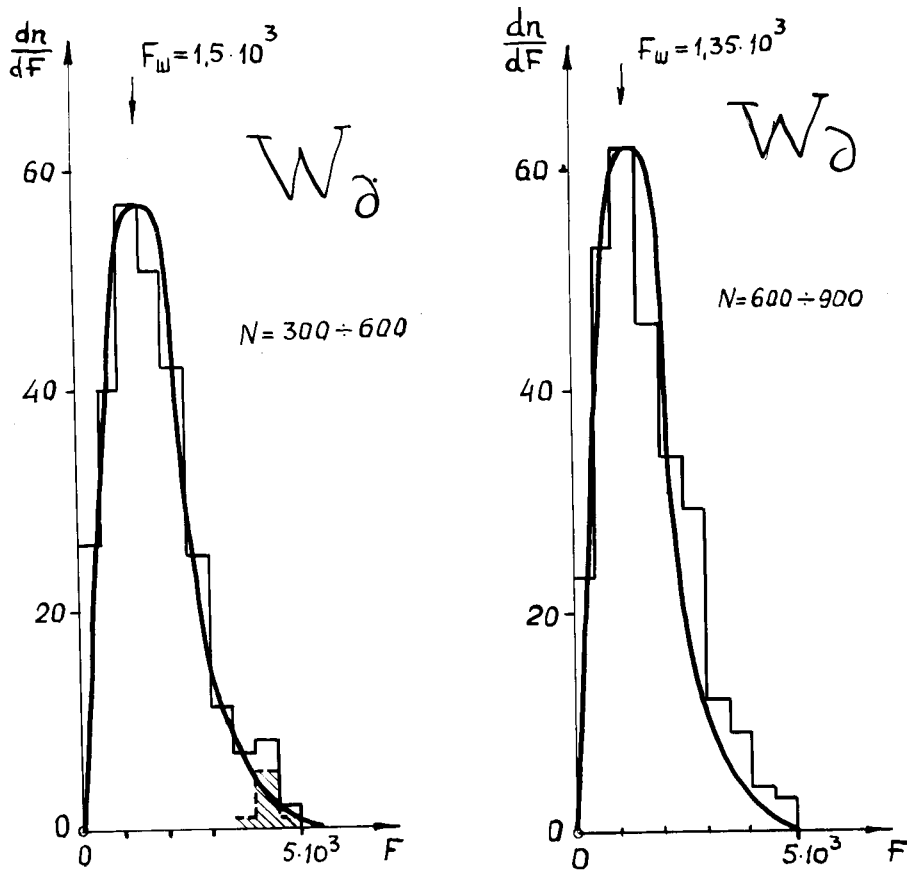 dn
dF
F_ш = 1,5·10³
W∂
N = 300 ÷ 600
60
40
20
0
0
5·10³
F
dn
dF
F_ш = 1,35·10³
W∂
N = 600 ÷ 900
60
40
20
0
0
5·10³
F